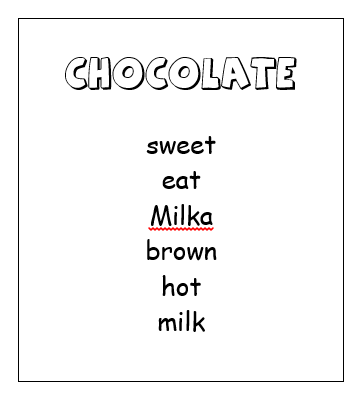 CHOCOLATE
sweet
eat
Milka
brown
hot
milk